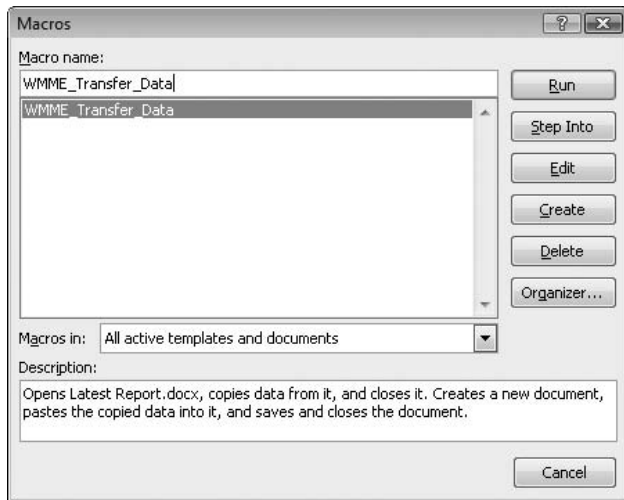 Macros
Macro name:
WMME_Transfer_Data
WMME_Transfer_Data
Run
Step Into
Edit
Create
Delete
Organizer...
Macros in: All active templates and documents
Description:
Opens Latest Report.docx, copies data from it, and closes it. Creates a new document,
pastes the copied data into it, and saves and closes the document.
Cancel